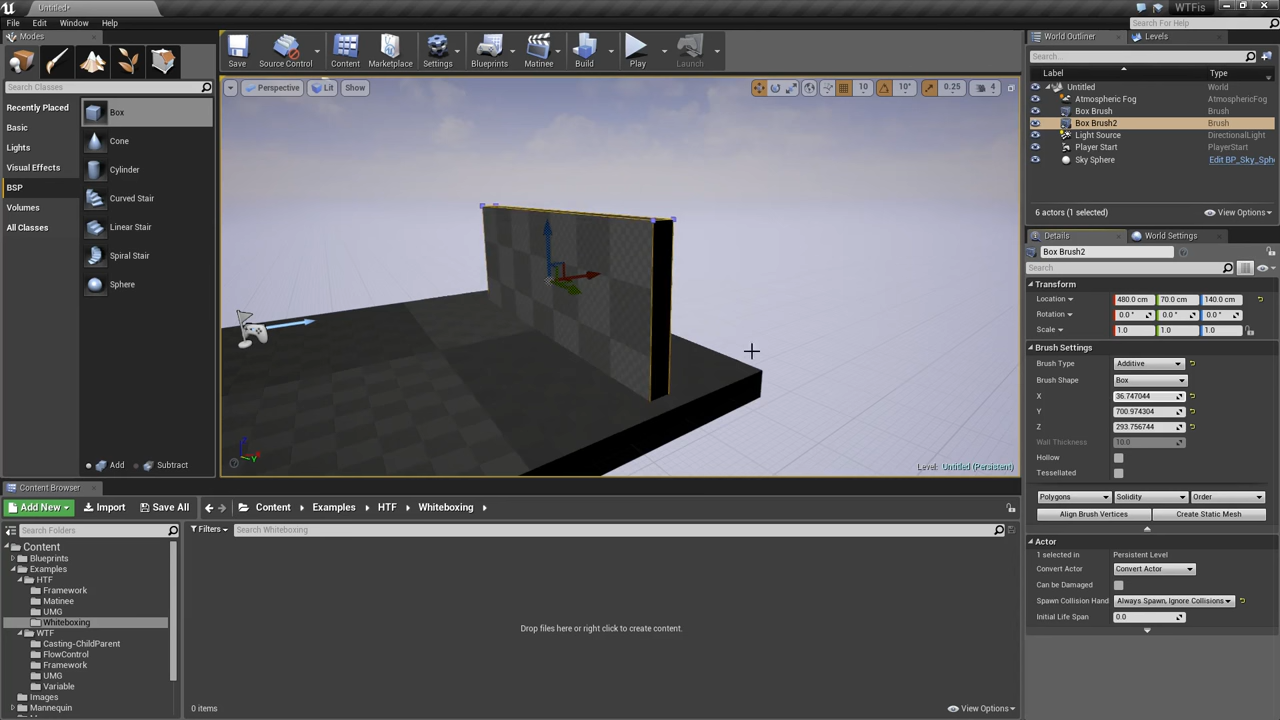 Untitled*
WTFis
File Edit Window Help
Search For Help
Modes
Search Classes
Recently Placed
Basic
Lights
Visual Effects
BSP
Volumes
All Classes
Box
Cone
Cylinder
Curved Stair
Linear Stair
Spiral Stair
Sphere
Add Subtract
Save Source Control Content Marketplace Settings Blueprints Matinee Build Play Launch
Perspective Lit Show 10 10° 0.25 4
Level: Untitled (Persistent)
World Outliner Levels
Search...
Label Type
Untitled World
Atmospheric Fog AtmosphericFog
Box Brush Brush
Box Brush2 Brush
Light Source DirectionalLight
Player Start PlayerStart
Sky Sphere Edit BP_Sky_Sph
6 actors (1 selected) View Options
Details World Settings
Box Brush2
Search
Transform
Location 480.0 cm 70.0 cm 140.0 cm
Rotation 0.0 ° 0.0 ° 0.0 °
Scale 1.0 1.0 1.0
Brush Settings
Brush Type Additive
Brush Shape Box
X 36.747044
Y 700.974304
Z 293.756744
Wall Thickness 10.0
Hollow
Tessellated
Polygons Solidity Order
Align Brush Vertices Create Static Mesh
Actor
1 selected in Persistent Level
Convert Actor Convert Actor
Can be Damaged
Spawn Collision Hand Always Spawn, Ignore Collisions
Initial Life Span 0.0
Content Browser
Add New Import Save All Content Examples HTF Whiteboxing
Search Folders
Content
Blueprints
Examples
HTF
Framework
Matinee
UMG
Whiteboxing
WTF
Casting-ChildParent
FlowControl
Framework
UMG
Variable
Images
Mannequin
Filters Search Whiteboxing
Drop files here or right click to create content.
0 items View Options